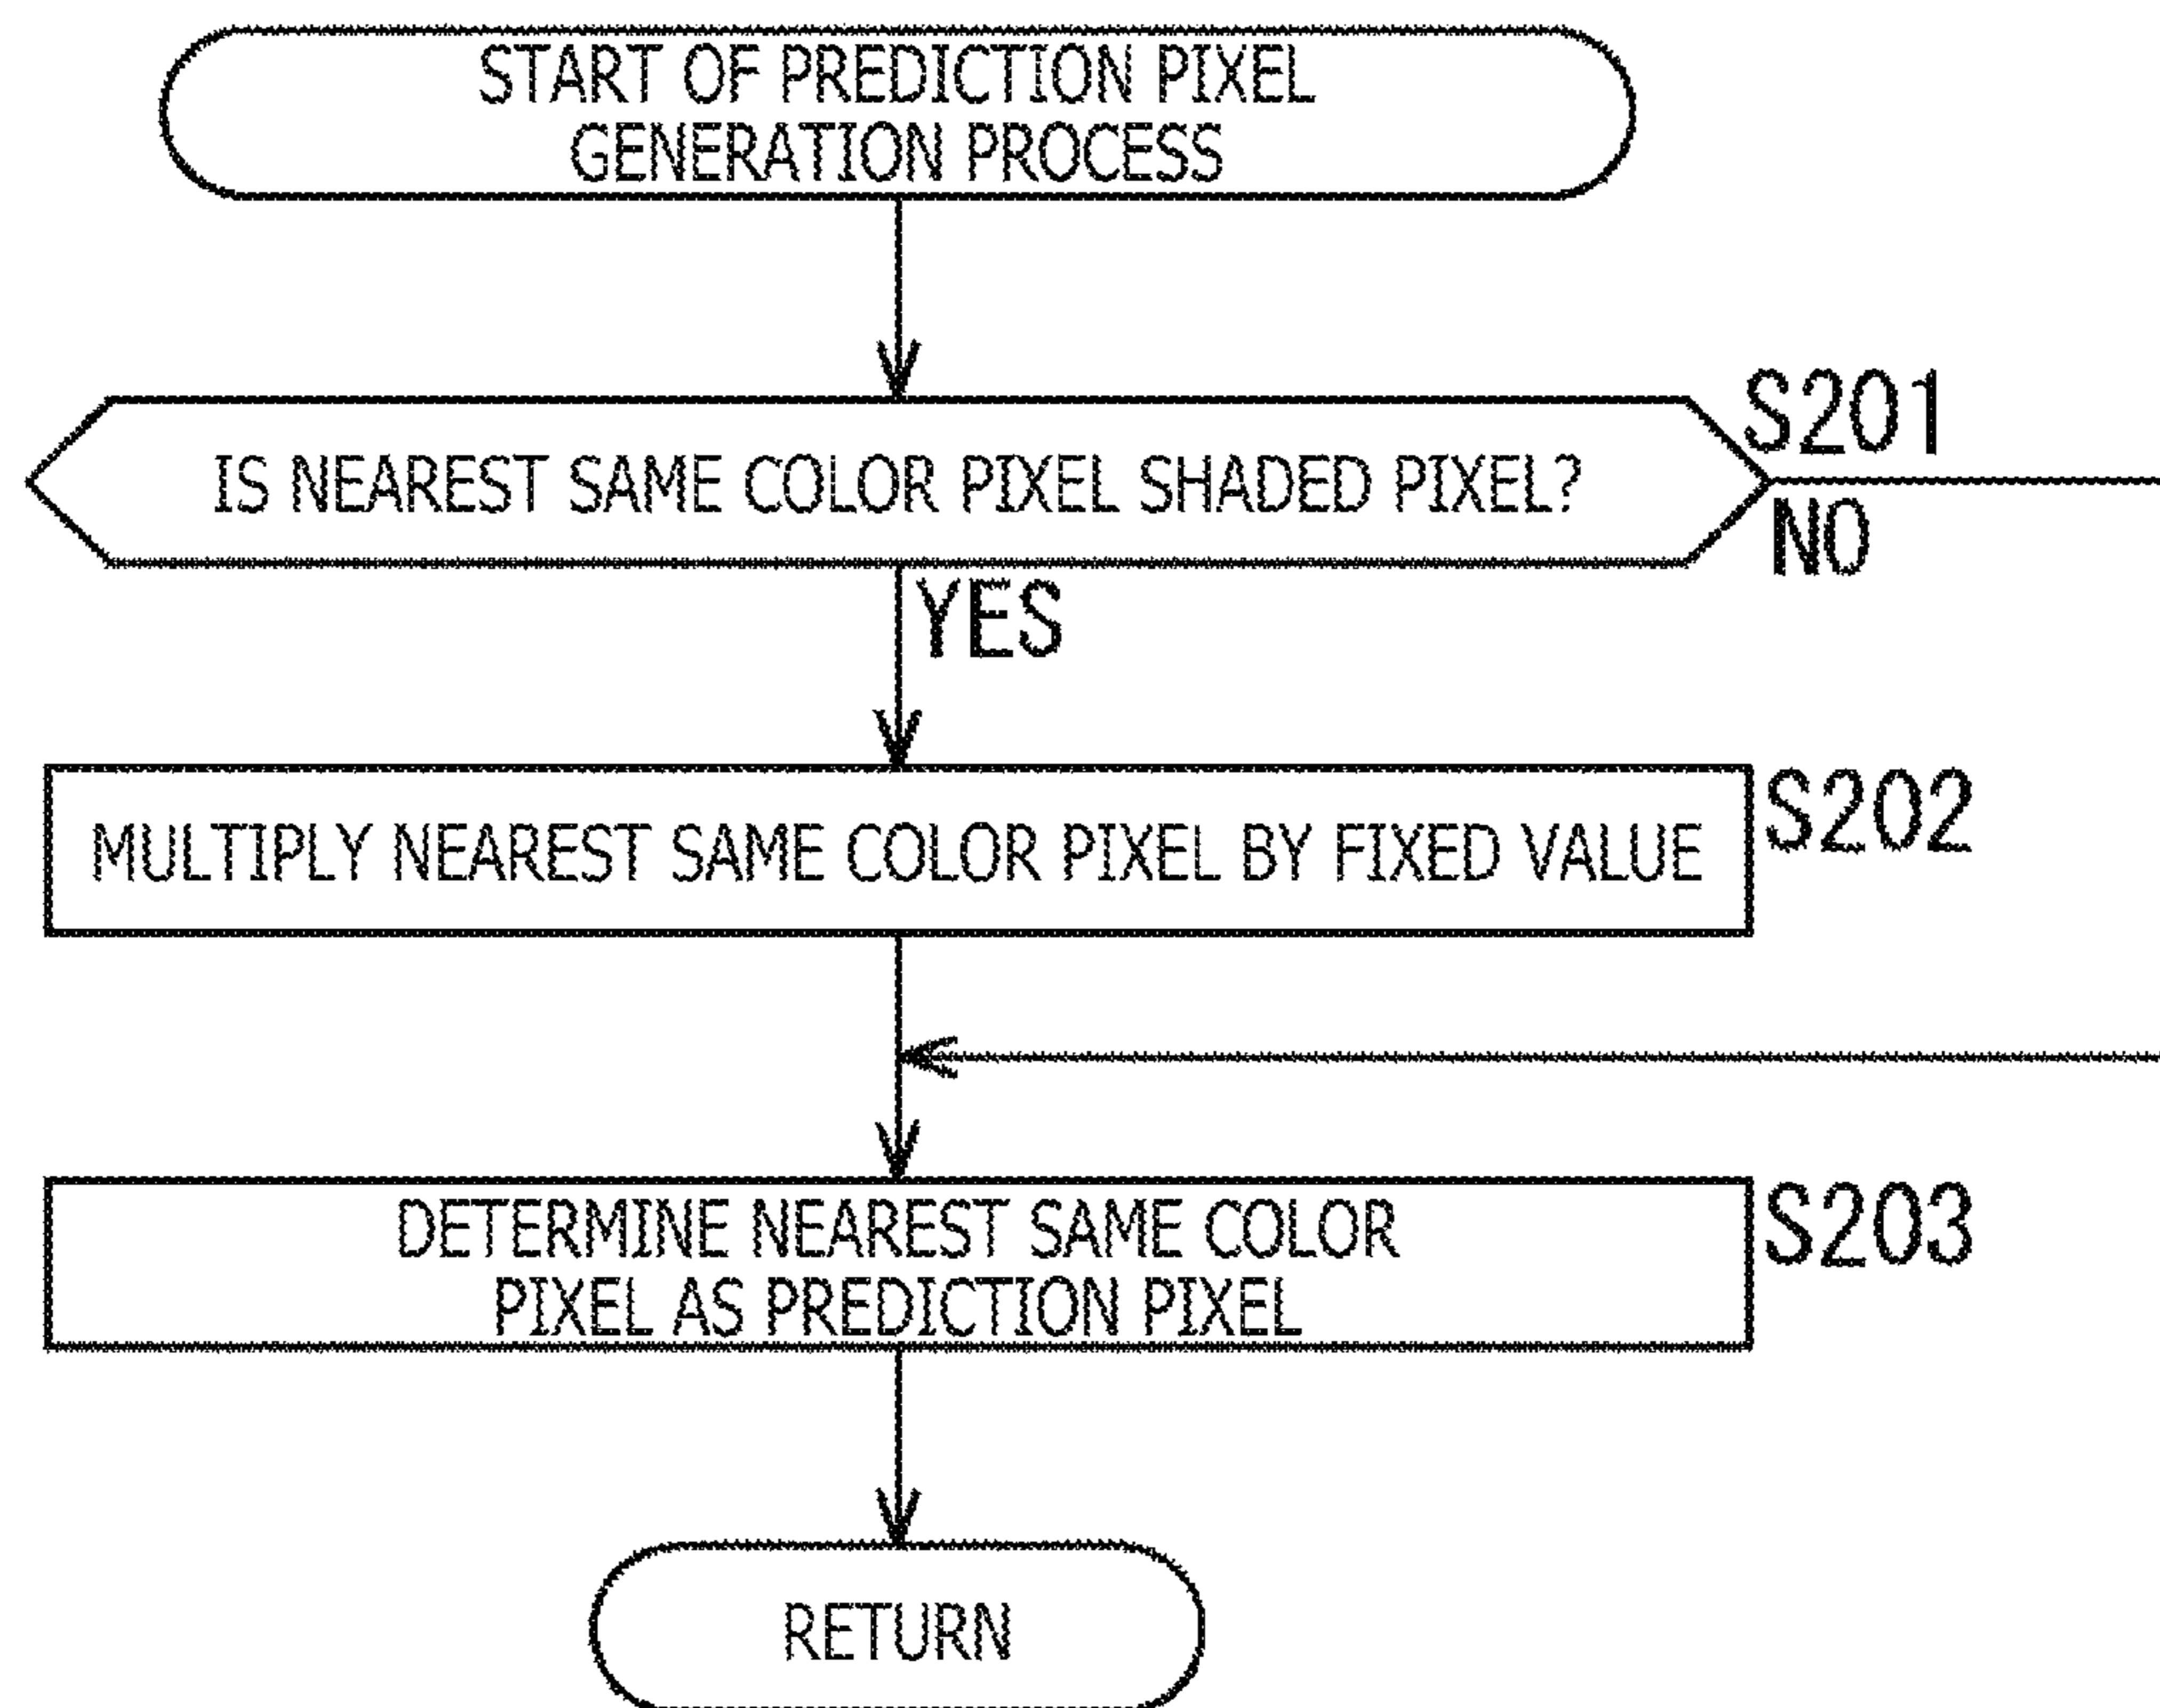 START OF PREDICTION PIXEL
GENERATION PROCESS
S201
IS NEAREST SAME COLOR PIXEL SHADED PIXEL?
NO
YES
S202
MULTIPLY NEAREST SAME COLOR PIXEL BY FIXED VALUE
S203
DETERMINE NEAREST SAME COLOR
PIXEL AS PREDICTION PIXEL
RETURN